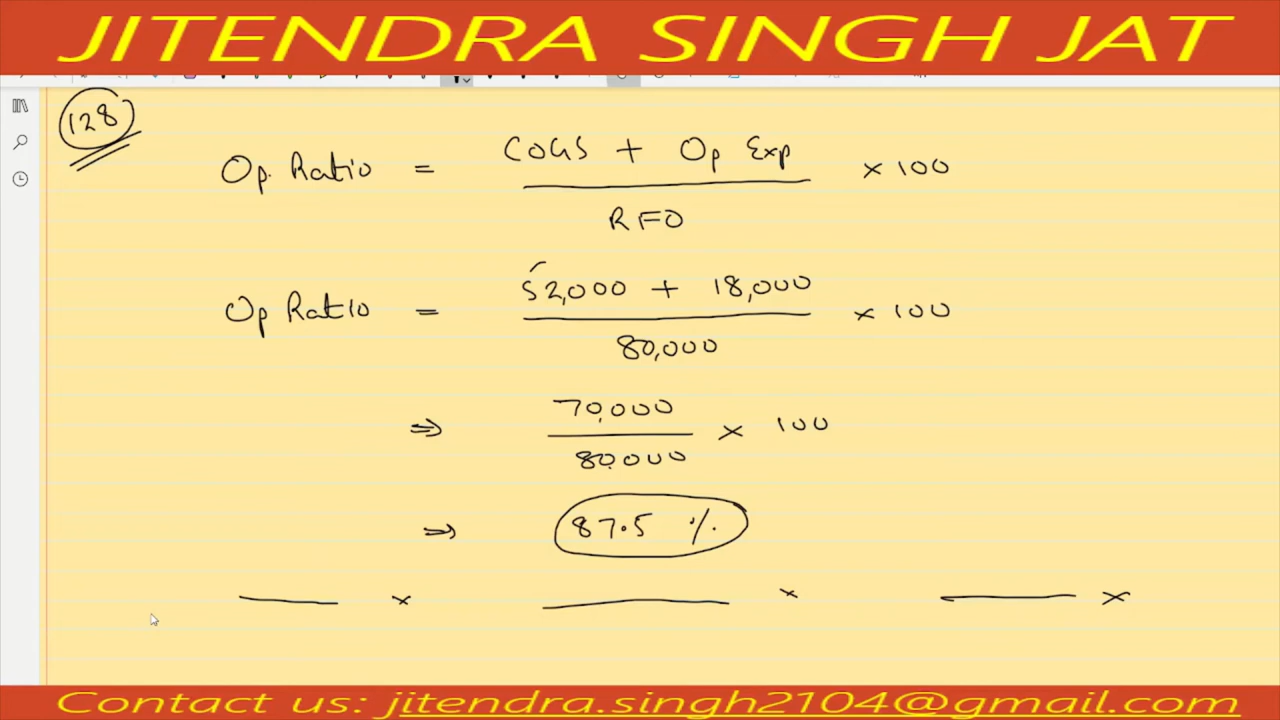 JITENDRA SINGH JAT
128
Op. Ratio = COGS + Op Exp / RFO × 100
Op Ratio = 52,000 + 18,000 / 80,000 × 100
⇒ 70,000 / 80,000 × 100
⇒ 87.5 %
Contact us: jitendra.singh2104@gmail.com